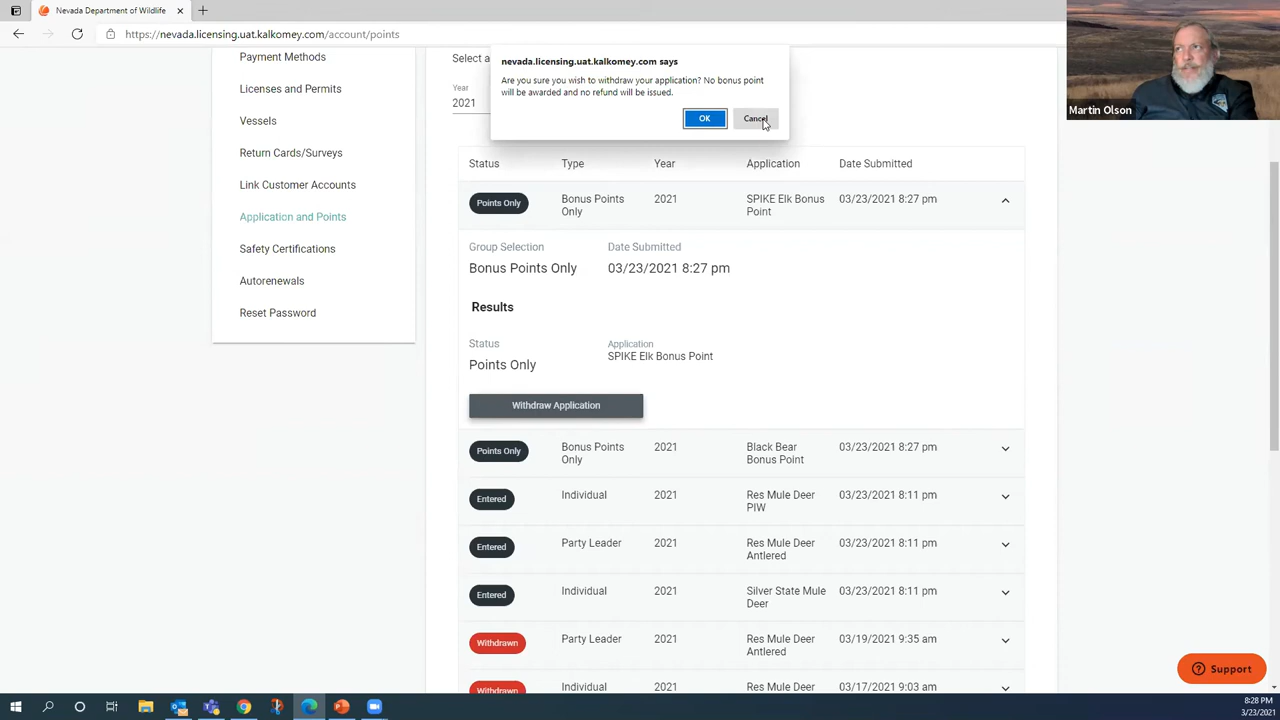 Nevada Department of Wildlife
https://nevada.licensing.uat.kalkomey.com/account/points
Martin Olson
nevada.licensing.uat.kalkomey.com says
Are you sure you wish to withdraw your application? No bonus point
will be awarded and no refund will be issued.
OK
Cancel
Payment Methods
Licenses and Permits
Vessels
Return Cards/Surveys
Link Customer Accounts
Application and Points
Safety Certifications
Autorenewals
Reset Password
Select a
Year
2021
Status Type Year Application Date Submitted
Points Only Bonus Points 2021 SPIKE Elk Bonus 03/23/2021 8:27 pm
Only Point
Group Selection Date Submitted
Bonus Points Only 03/23/2021 8:27 pm
Results
Status Application
Points Only SPIKE Elk Bonus Point
Withdraw Application
Points Only Bonus Points 2021 Black Bear 03/23/2021 8:27 pm
Only Bonus Point
Entered Individual 2021 Res Mule Deer 03/23/2021 8:11 pm
PIW
Entered Party Leader 2021 Res Mule Deer 03/23/2021 8:11 pm
Antlered
Entered Individual 2021 Silver State Mule 03/23/2021 8:11 pm
Deer
Withdrawn Party Leader 2021 Res Mule Deer 03/19/2021 9:35 am
Antlered
Withdrawn Individual 2021 Res Mule Deer 03/17/2021 9:03 am
Support
8:28 PM
3/23/2021